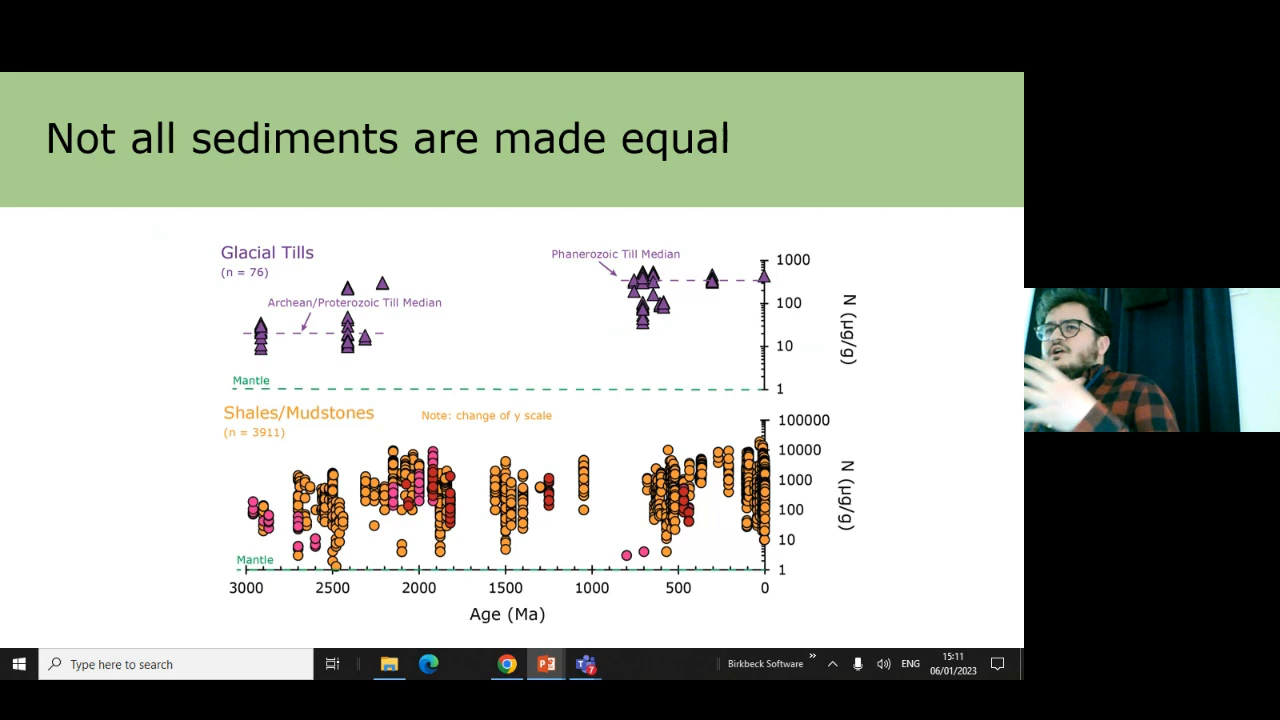 Not all sediments are made equal
Glacial Tills
(n = 76)
Archean/Proterozoic Till Median
Phanerozoic Till Median
1000
100
10
1
N (µg/g)
Mantle
Shales/Mudstones
(n = 3911)
Note: change of y scale
100000
10000
1000
100
10
1
N (µg/g)
Mantle
3000 2500 2000 1500 1000 500 0
Age (Ma)
Type here to search
7
Birkbeck Software
ENG
15:11
06/01/2023